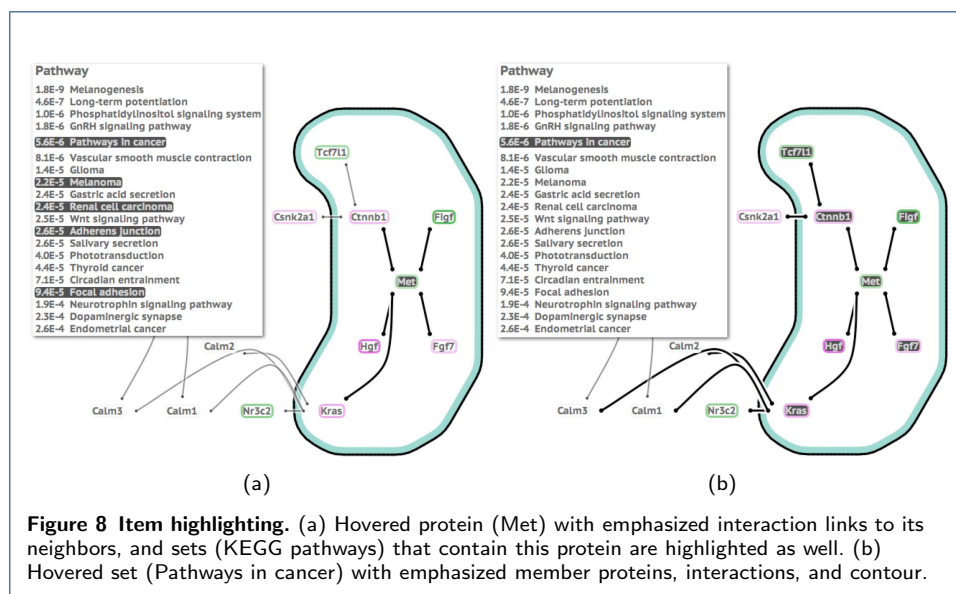 Pathway
1.8E-9 Melanogenesis
4.6E-7 Long-term potentiation
1.0E-6 Phosphatidylinositol signaling system
1.8E-6 GnRH signaling pathway
5.6E-6 Pathways in cancer
8.1E-6 Vascular smooth muscle contraction
1.4E-5 Glioma
2.2E-5 Melanoma
2.4E-5 Gastric acid secretion
2.4E-5 Renal cell carcinoma
2.5E-5 Wnt signaling pathway
2.6E-5 Adherens junction
2.6E-5 Salivary secretion
4.0E-5 Phototransduction
4.4E-5 Thyroid cancer
7.1E-5 Circadian entrainment
9.4E-5 Focal adhesion
1.9E-4 Neurotrophin signaling pathway
2.3E-4 Dopaminergic synapse
2.6E-4 Endometrial cancer
Tcf7l1
Csnk2a1
Ctnnb1
Figf
Met
Hgf
Fgf7
Calm2
Calm3
Calm1
Nr3c2
Kras
(a)
Pathway
1.8E-9 Melanogenesis
4.6E-7 Long-term potentiation
1.0E-6 Phosphatidylinositol signaling system
1.8E-6 GnRH signaling pathway
5.6E-6 Pathways in cancer
8.1E-6 Vascular smooth muscle contraction
1.4E-5 Glioma
2.2E-5 Melanoma
2.4E-5 Gastric acid secretion
2.4E-5 Renal cell carcinoma
2.5E-5 Wnt signaling pathway
2.6E-5 Adherens junction
2.6E-5 Salivary secretion
4.0E-5 Phototransduction
4.4E-5 Thyroid cancer
7.1E-5 Circadian entrainment
9.4E-5 Focal adhesion
1.9E-4 Neurotrophin signaling pathway
2.3E-4 Dopaminergic synapse
2.6E-4 Endometrial cancer
Tcf7l1
Csnk2a1
Ctnnb1
Figf
Met
Hgf
Fgf7
Calm2
Calm3
Calm1
Nr3c2
Kras
(b)
Figure 8 Item highlighting. (a) Hovered protein (Met) with emphasized interaction links to its
neighbors, and sets (KEGG pathways) that contain this protein are highlighted as well. (b)
Hovered set (Pathways in cancer) with emphasized member proteins, interactions, and contour.